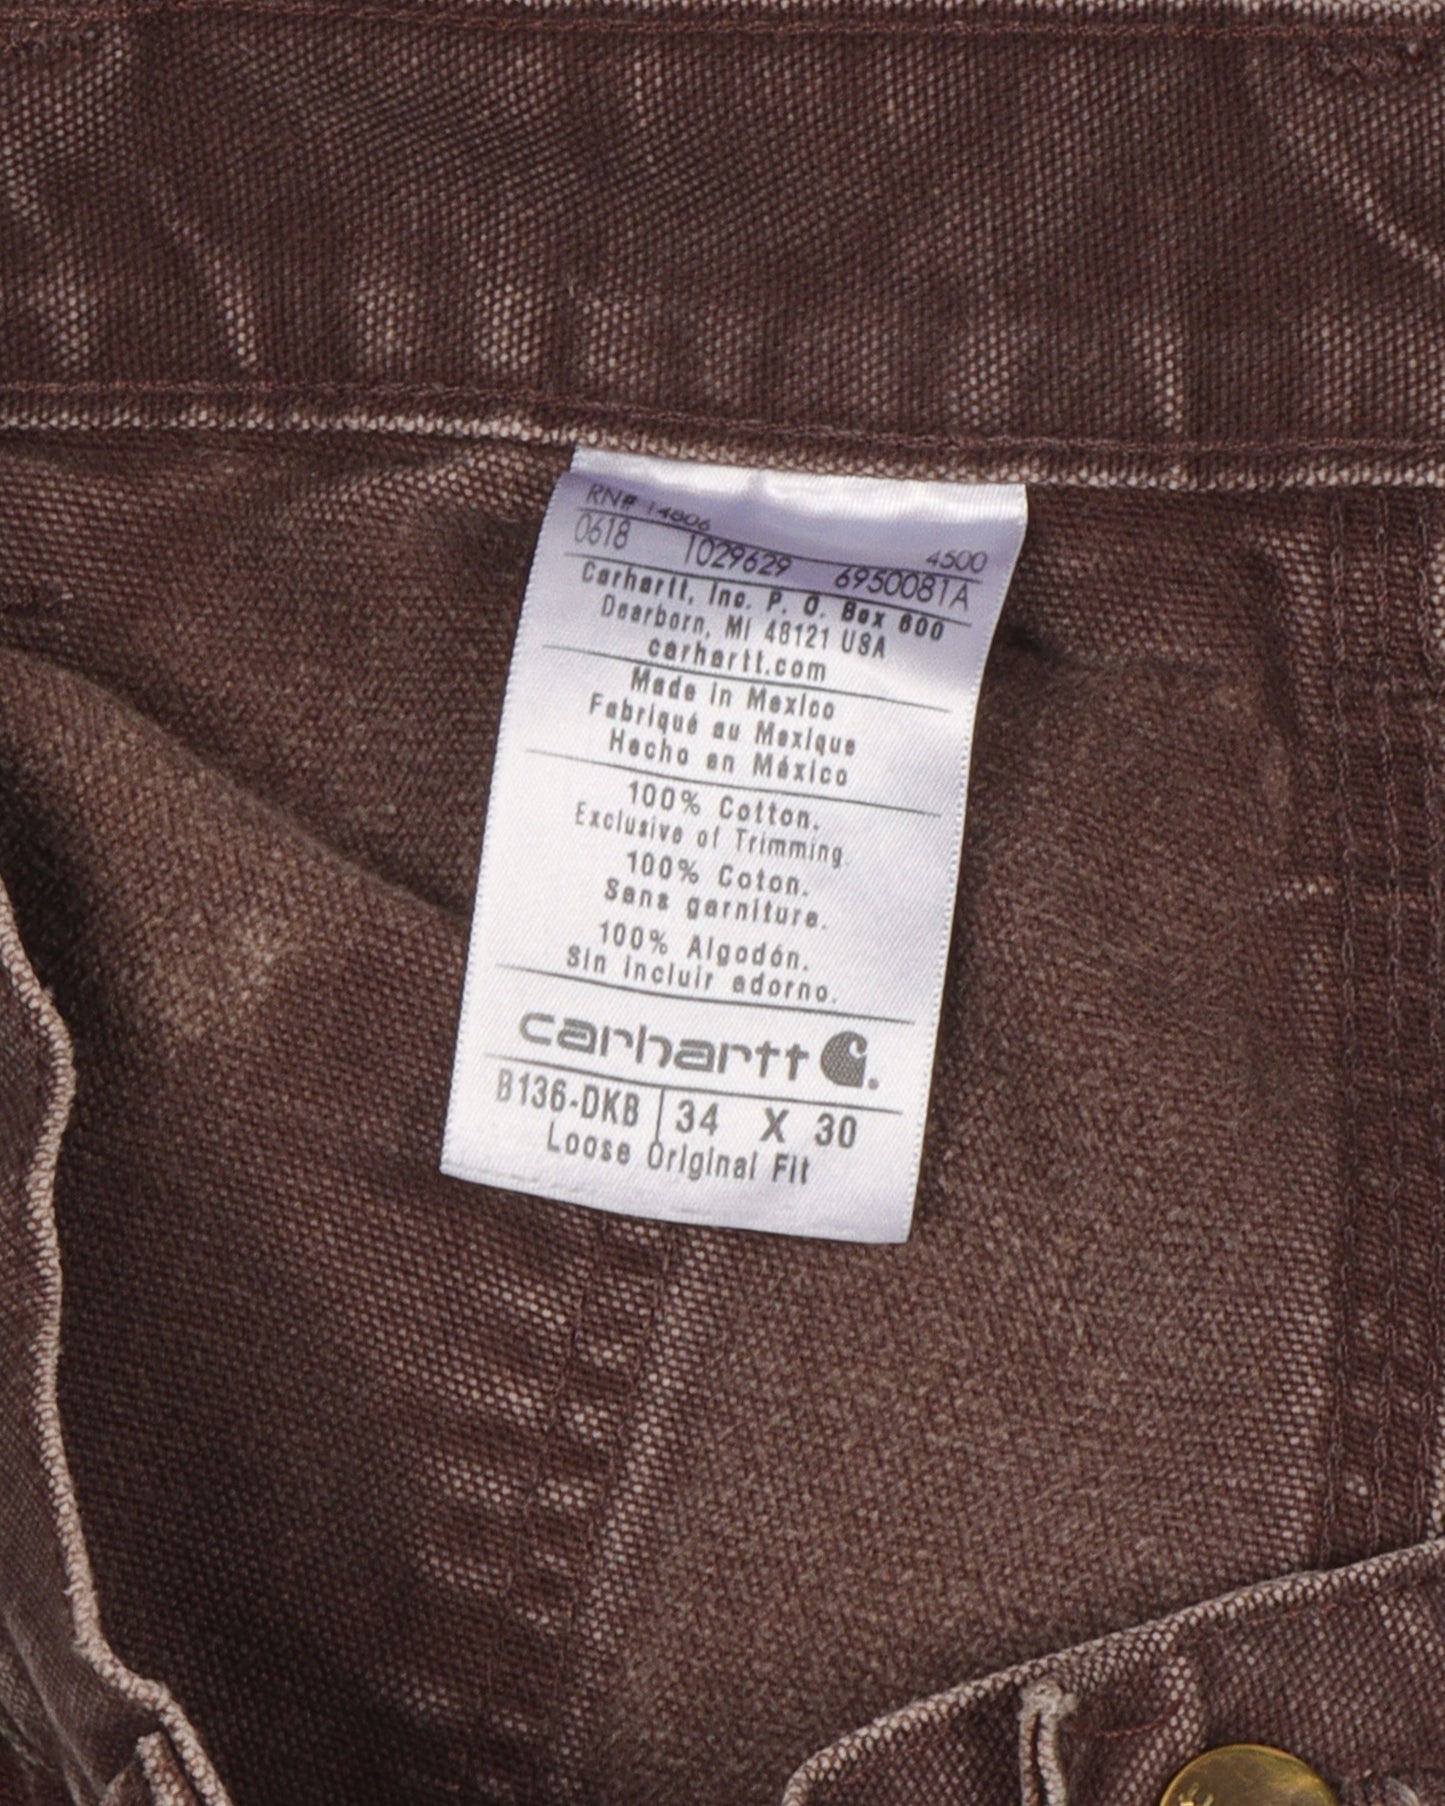 RN# 14806 4500
0618 1029629 6950081A
Carhartt, Inc. P. O. Box 600
Dearborn, MI 48121 USA
carhartt.com
Made in Mexico
Fabriqué au Mexique
Hecho en México
100% Cotton.
Exclusive of Trimming.
100% Coton.
Sans garniture.
100% Algodón.
Sin incluir adorno.
carhartt
B136-DKB 34 X 30
Loose Original Fit